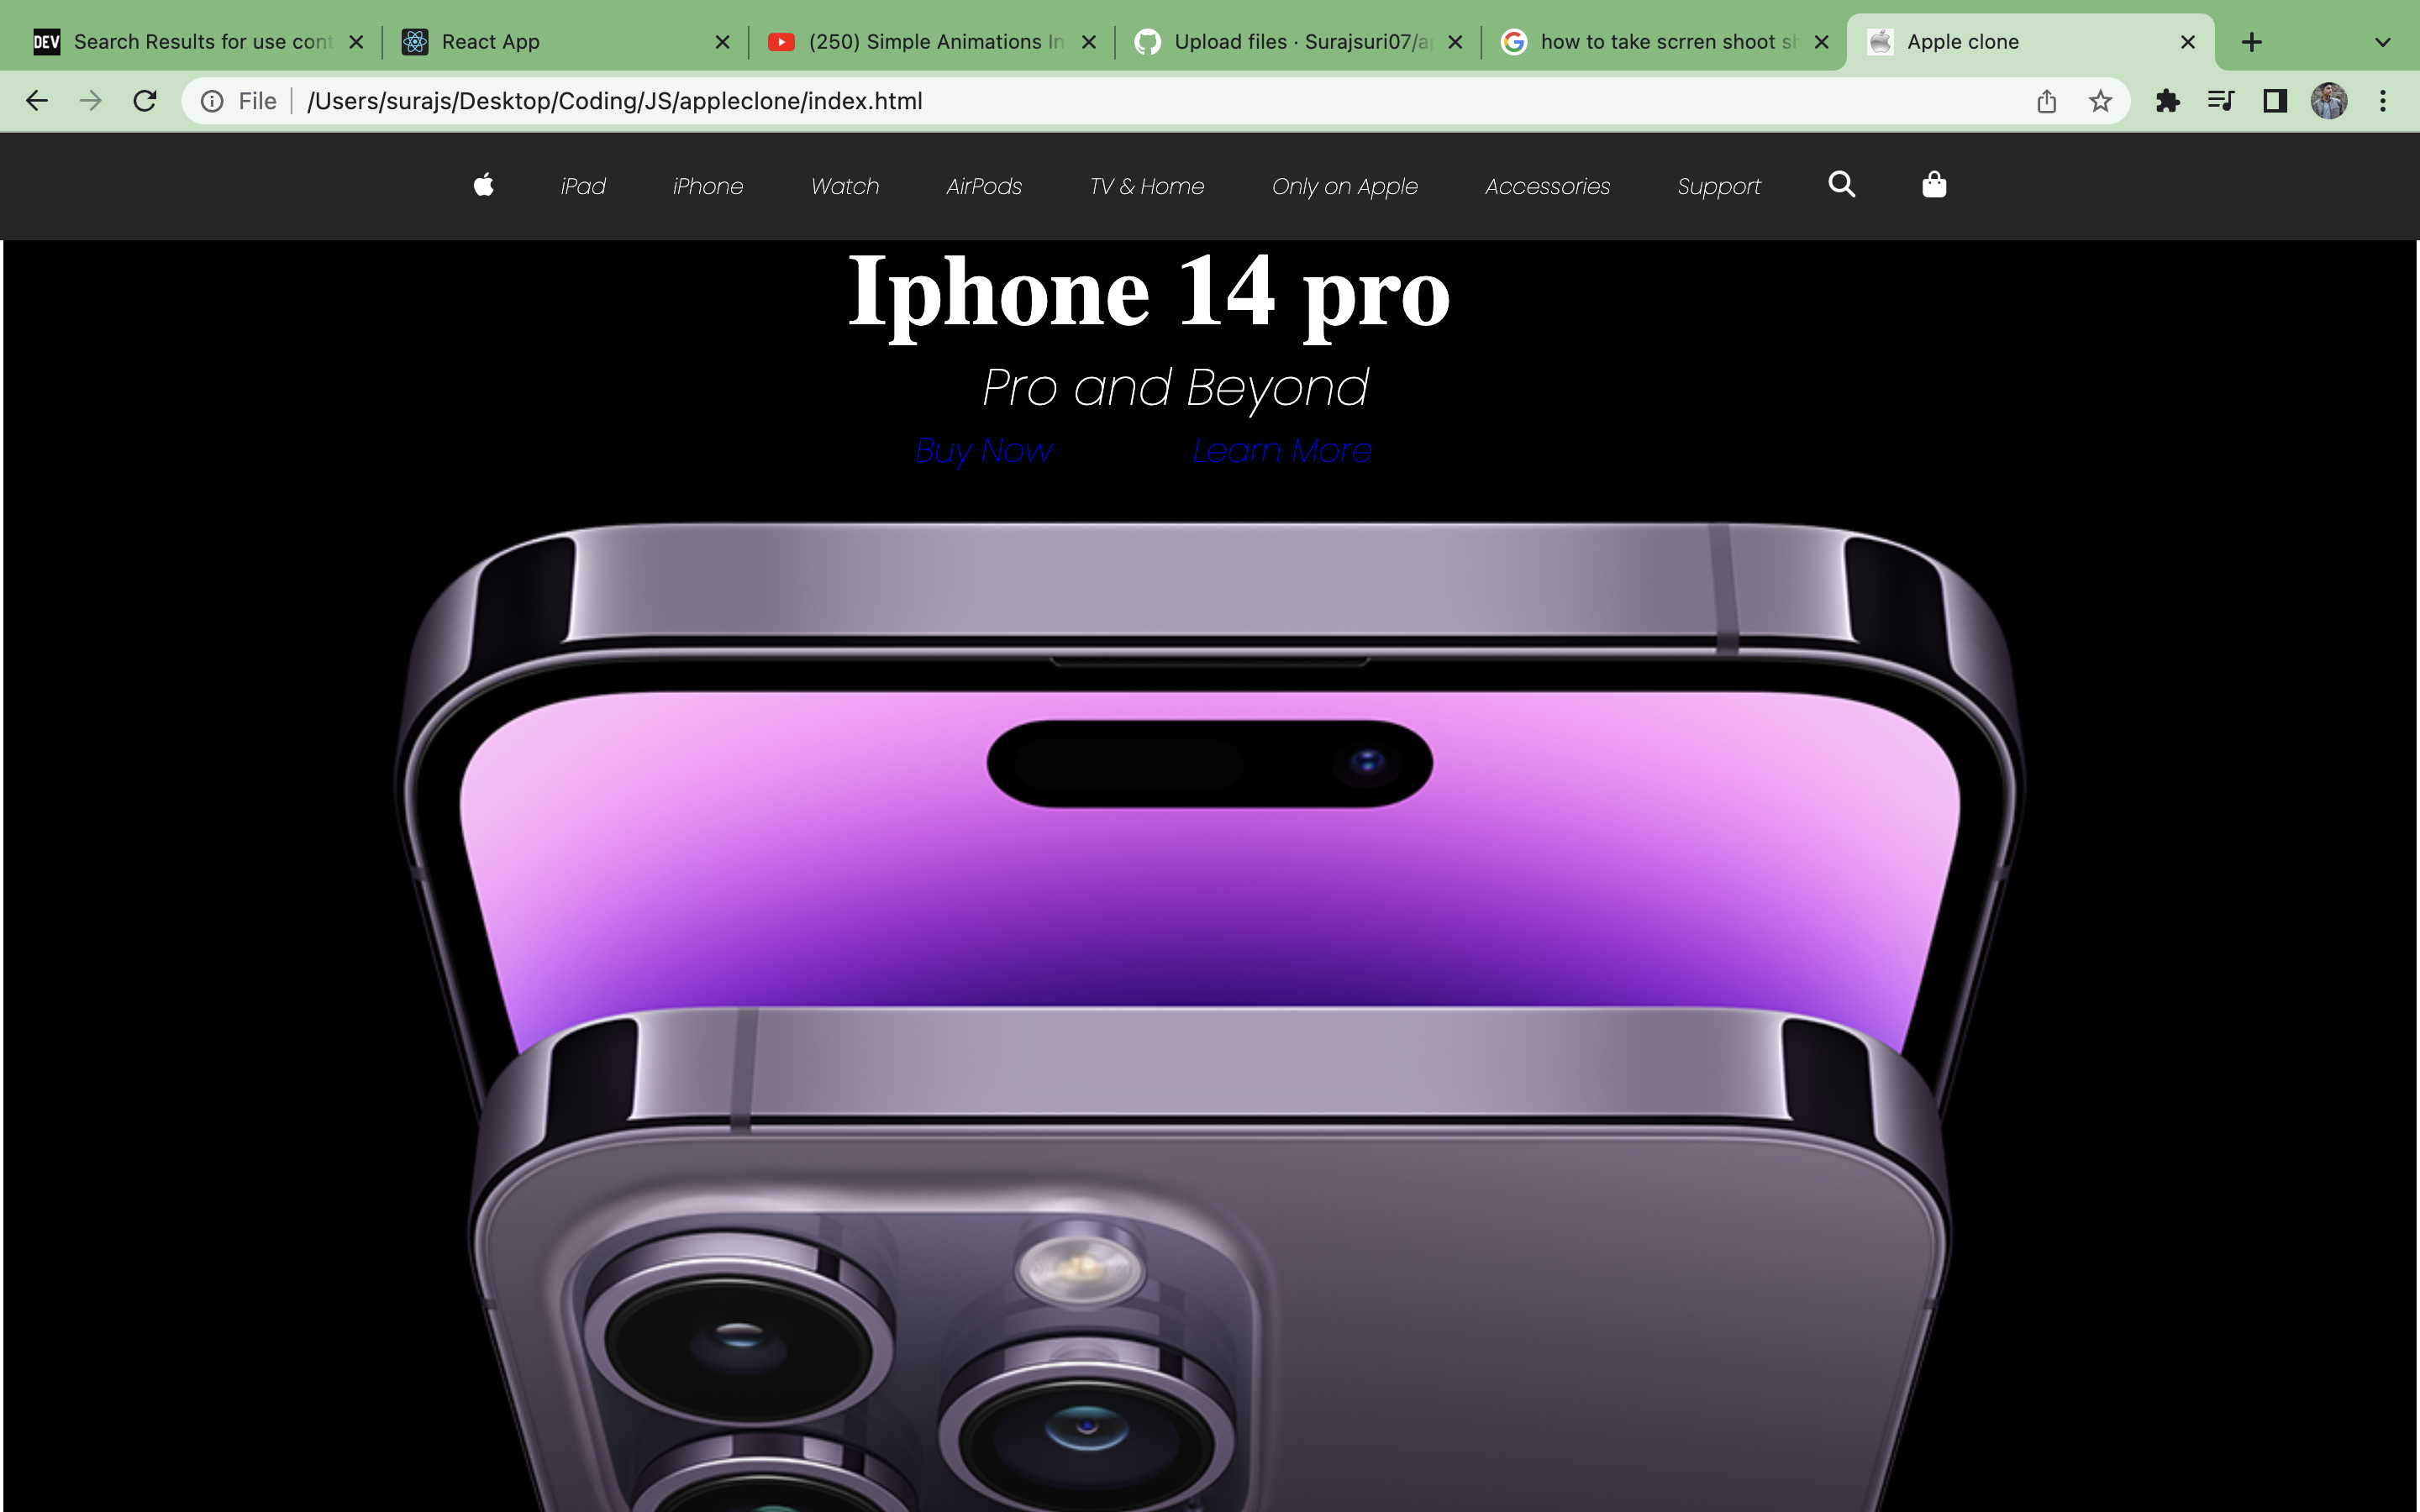 DEV Search Results for use cont
React App
(250) Simple Animations In
Upload files · Surajsuri07/a
how to take scrren shoot s
Apple clone
File /Users/surajs/Desktop/Coding/JS/appleclone/index.html
iPad iPhone Watch AirPods TV & Home Only on Apple Accessories Support
Iphone 14 pro
Pro and Beyond
Buy Now Learn More